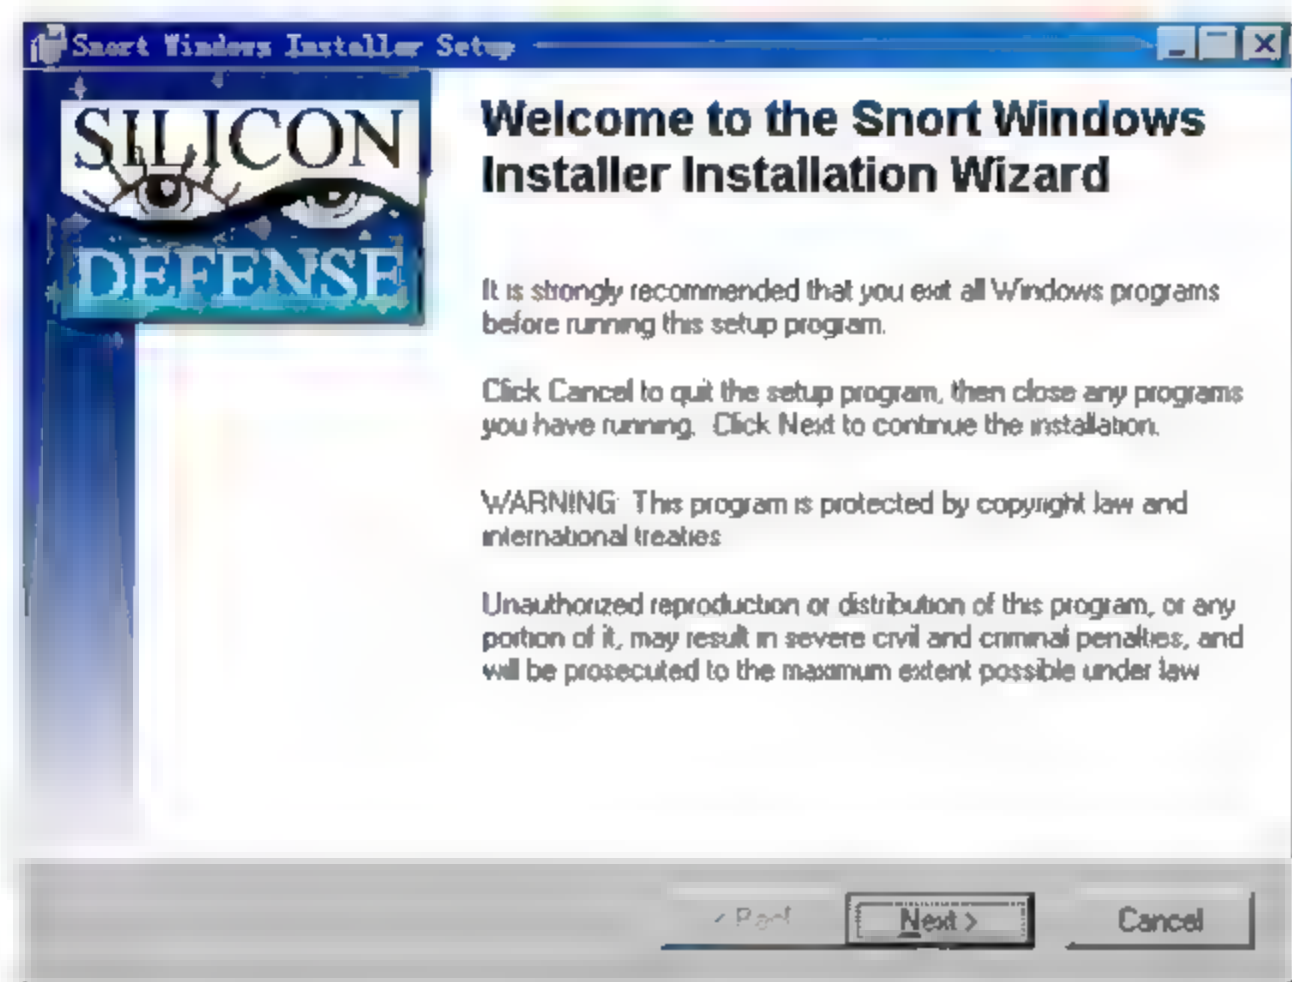 Snort Windows Installer Setup
SILICON
DEFENSE
Welcome to the Snort Windows
Installer Installation Wizard
It is strongly recommended that you exit all Windows programs
before running this setup program.
Click Cancel to quit the setup program, then close any programs
you have running. Click Next to continue the installation.
WARNING: This program is protected by copyright law and
international treaties
Unauthorized reproduction or distribution of this program, or any
portion of it, may result in severe civil and criminal penalties, and
will be prosecuted to the maximum extent possible under law
< Back
Next >
Cancel